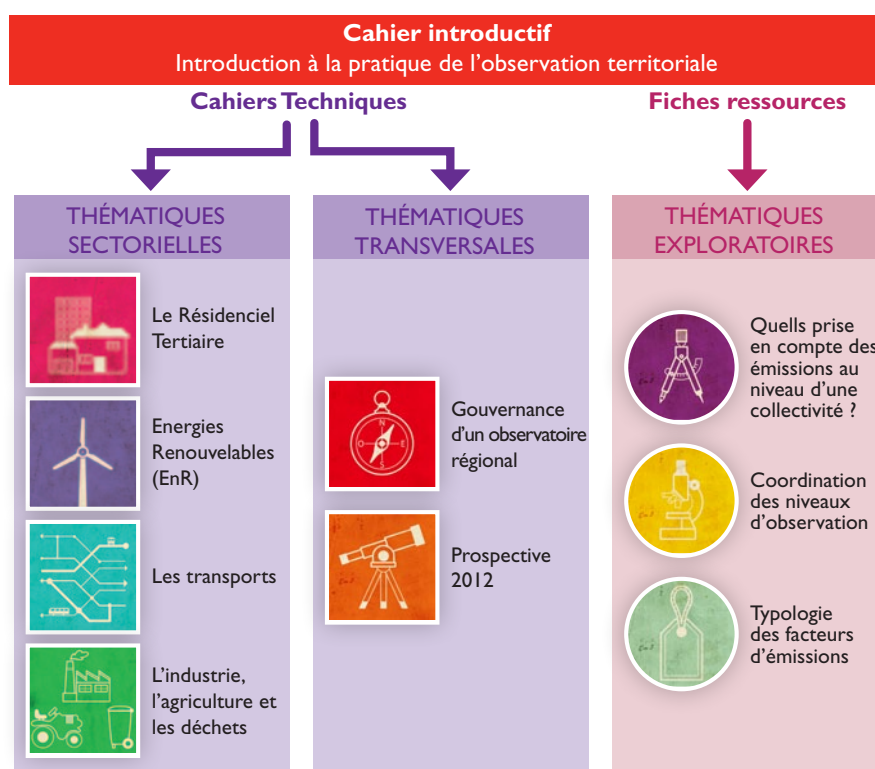 Cahier introductif
Introduction à la pratique de l'observation territoriale
Cahiers Techniques
Fiches ressources
THÉMATIQUES
SECTORIELLES
Le Résidenciel
Tertiaire
Energies
Renouvelables
(EnR)
Les transports
L'industrie,
l'agriculture et
les déchets
THÉMATIQUES
TRANSVERSALES
N
O
E
S
Gouvernance
d'un observatoire
régional
Prospective
2012
THÉMATIQUES
EXPLORATOIRES
Quells prise
en compte des
émissions au
niveau d'une
collectivité ?
Coordination
des niveaux
d'observation
Typologie
des facteurs
d'émissions